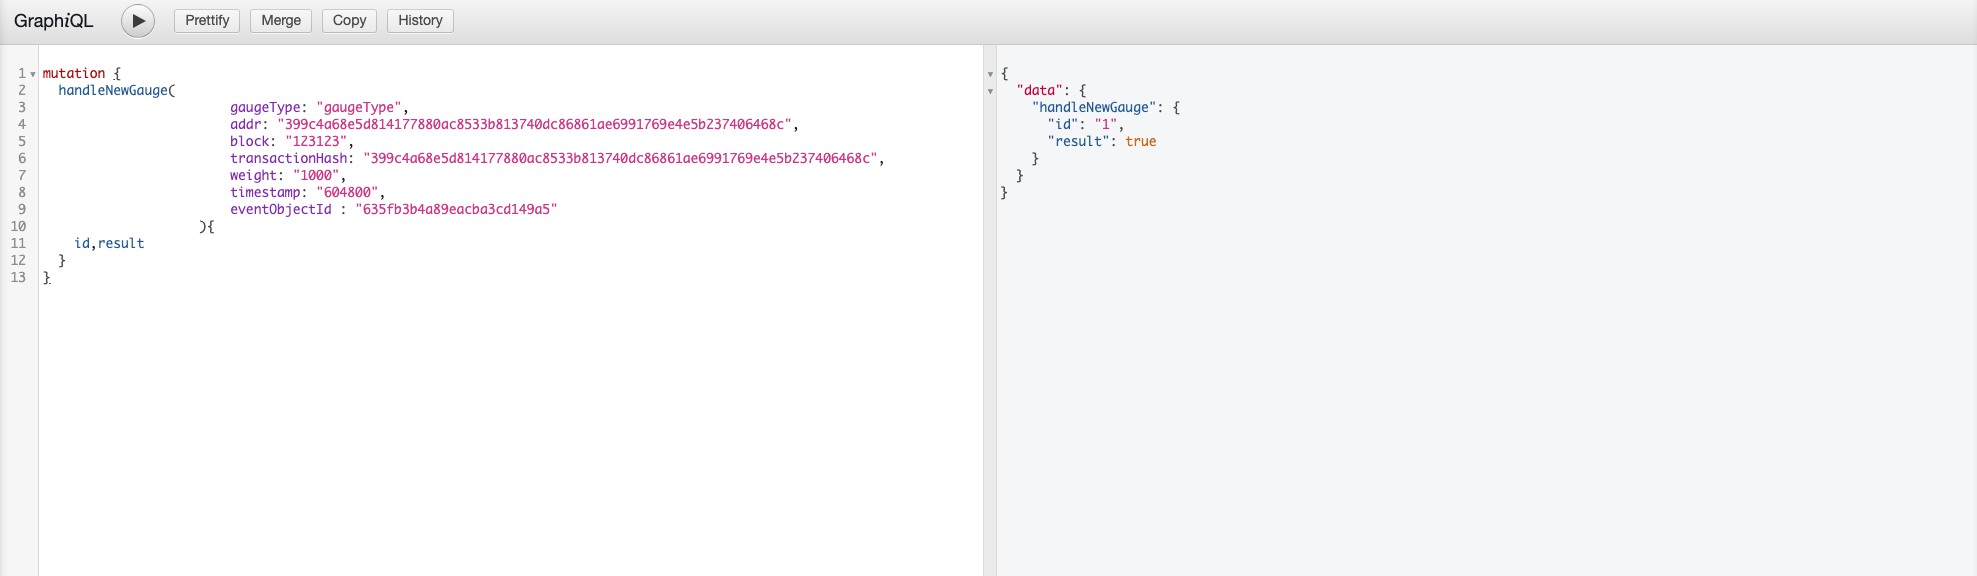 GraphiQL Prettify Merge Copy History
1 mutation {
2 handleNewGauge(
3 gaugeType: "gaugeType",
4 addr: "399c4a68e5d814177880ac8533b813740dc86861ae6991769e4e5b237406468c",
5 block: "123123",
6 transactionHash: "399c4a68e5d814177880ac8533b813740dc86861ae6991769e4e5b237406468c",
7 weight: "1000",
8 timestamp: "604800",
9 eventObjectId : "635fb3b4a89eacba3cd149a5"
10 ){
11 id,result
12 }
13 }
{
"data": {
"handleNewGauge": {
"id": "1",
"result": true
}
}
}